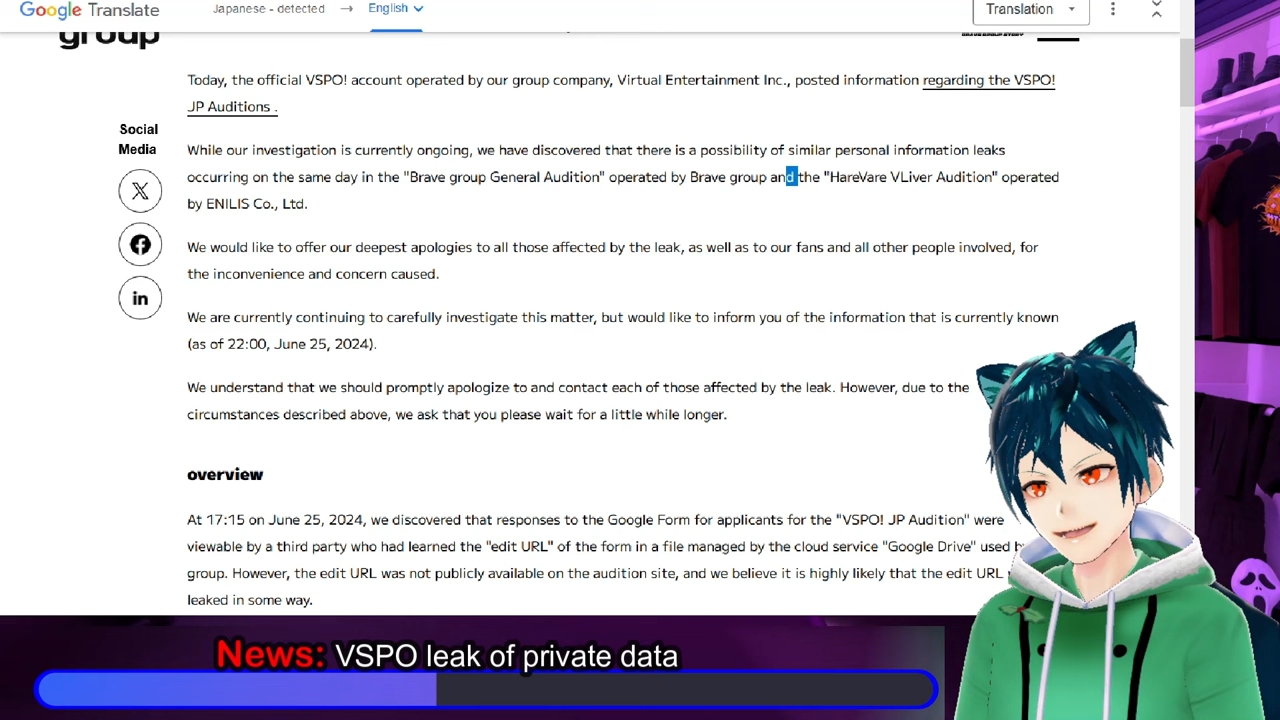 Google Translate
Japanese - detected → English
Translation
group
Today, the official VSPO! account operated by our group company, Virtual Entertainment Inc., posted information regarding the VSPO!
JP Auditions .
Social
Media
While our investigation is currently ongoing, we have discovered that there is a possibility of similar personal information leaks
occurring on the same day in the "Brave group General Audition" operated by Brave group and the "HareVare VLiver Audition" operated
by ENILIS Co., Ltd.
We would like to offer our deepest apologies to all those affected by the leak, as well as to our fans and all other people involved, for
the inconvenience and concern caused.
in
We are currently continuing to carefully investigate this matter, but would like to inform you of the information that is currently known
(as of 22:00, June 25, 2024).
We understand that we should promptly apologize to and contact each of those affected by the leak. However, due to the
circumstances described above, we ask that you please wait for a little while longer.
overview
At 17:15 on June 25, 2024, we discovered that responses to the Google Form for applicants for the "VSPO! JP Audition" were
viewable by a third party who had learned the "edit URL" of the form in a file managed by the cloud service "Google Drive" used
group. However, the edit URL was not publicly available on the audition site, and we believe it is highly likely that the edit URL
leaked in some way.
News: VSPO leak of private data